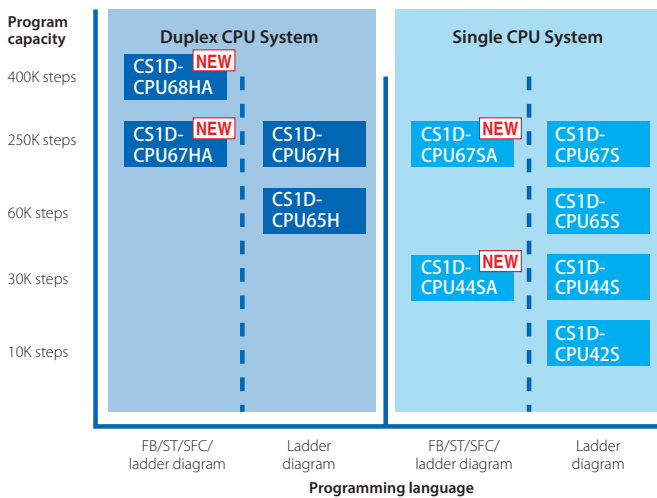 Program
capacity
Duplex CPU System
Single CPU System
400K steps
CS1D-
CPU68HA
NEW
250K steps
CS1D-
CPU67HA
NEW
CS1D-
CPU67H
CS1D-
CPU67SA
NEW
CS1D-
CPU67S
60K steps
CS1D-
CPU65H
CS1D-
CPU65S
30K steps
CS1D-
CPU44SA
NEW
CS1D-
CPU44S
10K steps
CS1D-
CPU42S
FB/ST/SFC/
ladder diagram
Ladder
diagram
FB/ST/SFC/
ladder diagram
Ladder
diagram
Programming language